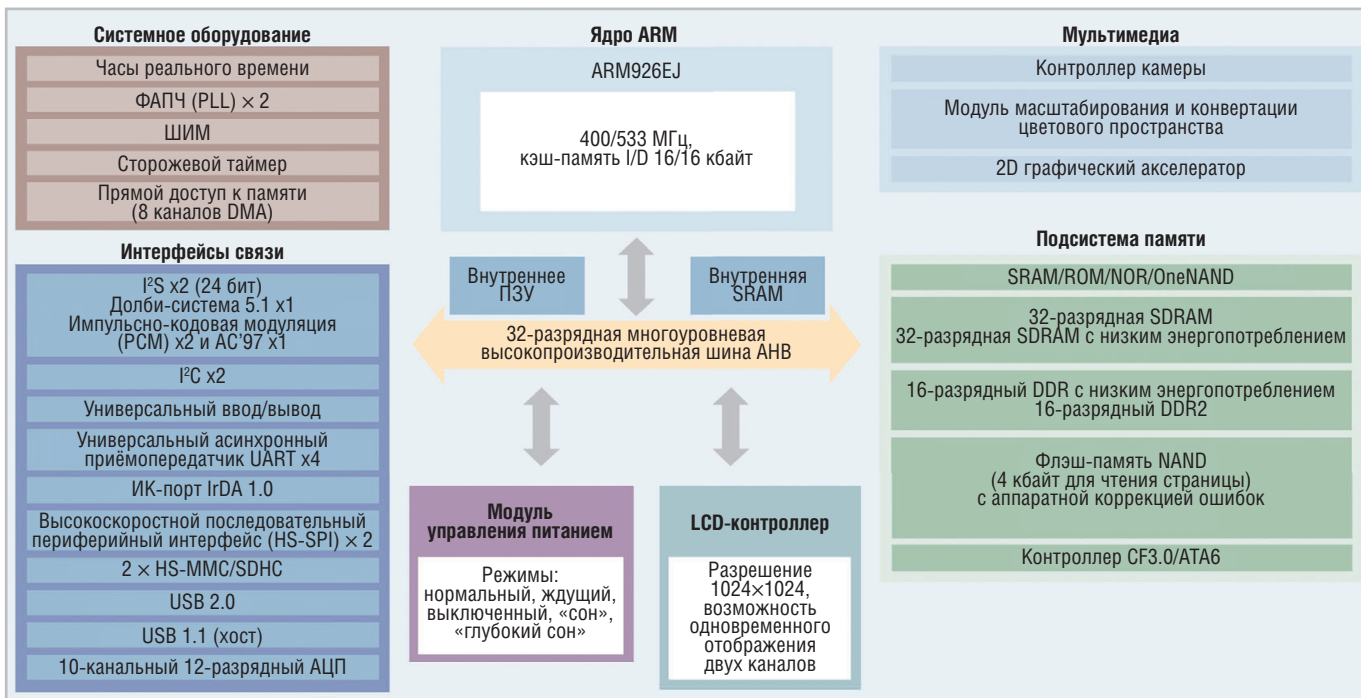 Системное оборудование
Часы реального времени
ФАПЧ (PLL) × 2
ШИМ
Сторожевой таймер
Прямой доступ к памяти
(8 каналов DMA)
Интерфейсы связи
I²S x2 (24 бит)
Долби-система 5.1 x1
Импульсно-кодовая модуляция
(PCM) x2 и AC'97 x1
I²C x2
Универсальный ввод/вывод
Универсальный асинхронный
приёмопередатчик UART x4
ИК-порт IrDA 1.0
Высокоскоростной последовательный
периферийный интерфейс (HS-SPI) × 2
2 × HS-MMC/SDHC
USB 2.0
USB 1.1 (хост)
10-канальный 12-разрядный АЦП
Ядро ARM
ARM926EJ
400/533 МГц,
кэш-память I/D 16/16 кбайт
Внутреннее
ПЗУ
Внутренняя
SRAM
32-разрядная многоуровневая
высокопроизводительная шина AHB
Модуль
управления питанием
Режимы:
нормальный, ждущий,
выключенный, «сон»,
«глубокий сон»
LCD-контроллер
Разрешение
1024×1024,
возможность
одновременного
отображения
двух каналов
Мультимедиа
Контроллер камеры
Модуль масштабирования и конвертации
цветового пространства
2D графический акселератор
Подсистема памяти
SRAM/ROM/NOR/OneNAND
32-разрядная SDRAM
32-разрядная SDRAM с низким энергопотреблением
16-разрядный DDR с низким энергопотреблением
16-разрядный DDR2
Флэш-память NAND
(4 кбайт для чтения страницы)
с аппаратной коррекцией ошибок
Контроллер CF3.0/ATA6